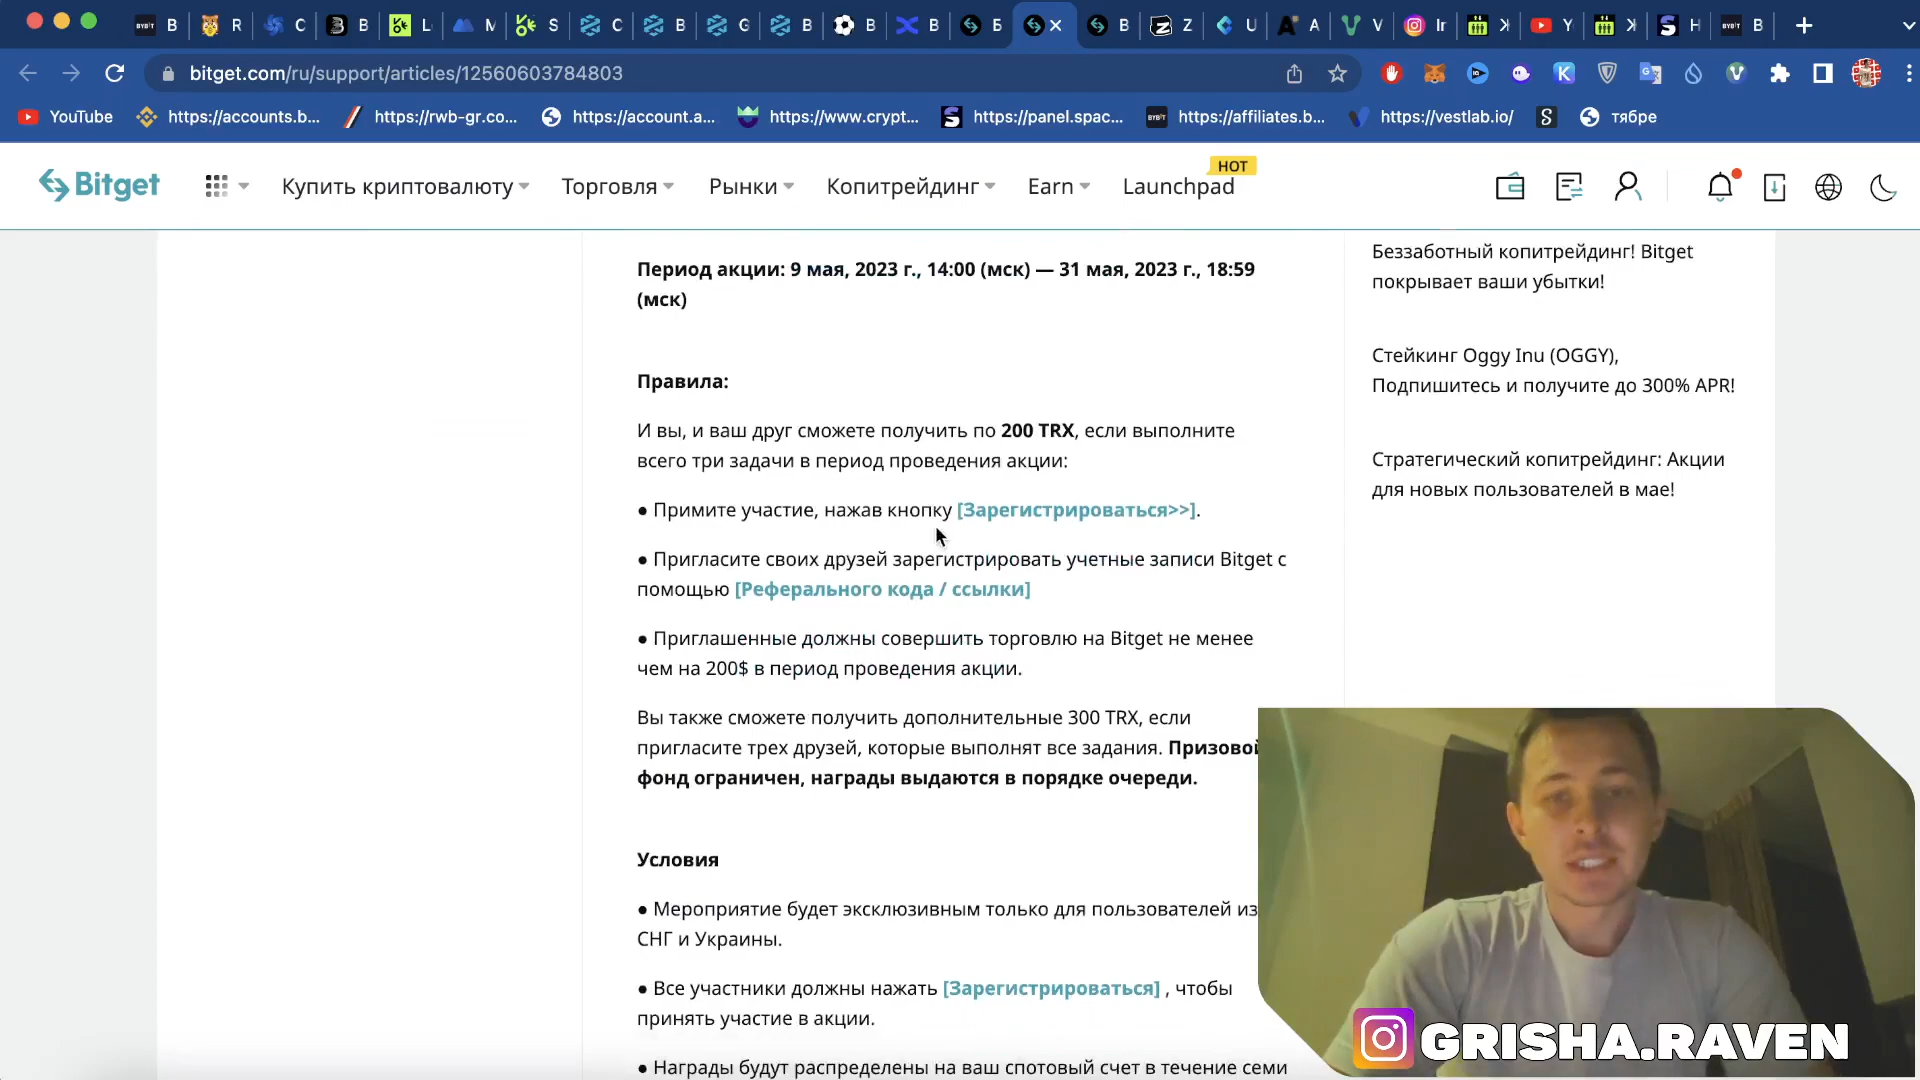 BYBIT B
R
C
B
L
M
S
C
B
G
B
B
B
Б
B
Z
U
A
V
Ir
Y
H
BYBIT B
bitget.com/ru/support/articles/12560603784803
YouTube
https://accounts.b...
https://rwb-gr.co...
https://account.a...
https://www.crypt...
https://panel.spac...
https://affiliates.b...
https://vestlab.io/
тябре
Bitget
Купить криптовалюту
Торговля
Рынки
Копитрейдинг
Earn
Launchpad
HOT
Период акции: 9 мая, 2023 г., 14:00 (мск) — 31 мая, 2023 г., 18:59
(мск)
Правила:
И вы, и ваш друг сможете получить по 200 TRX, если выполните
всего три задачи в период проведения акции:
● Примите участие, нажав кнопку [Зарегистрироваться>>].
● Пригласите своих друзей зарегистрировать учетные записи Bitget с
помощью [Реферального кода / ссылки]
● Приглашенные должны совершить торговлю на Bitget не менее
чем на 200$ в период проведения акции.
Вы также сможете получить дополнительные 300 TRX, если
пригласите трех друзей, которые выполнят все задания. Призовой
фонд ограничен, награды выдаются в порядке очереди.
Условия
● Мероприятие будет эксклюзивным только для пользователей из
СНГ и Украины.
● Все участники должны нажать [Зарегистрироваться] , чтобы
принять участие в акции.
● Награды будут распределены на ваш спотовый счет в течение семи
Беззаботный копитрейдинг! Bitget
покрывает ваши убытки!
Стейкинг Oggy Inu (OGGY),
Подпишитесь и получите до 300% APR!
Стратегический копитрейдинг: Акции
для новых пользователей в мае!
GRISHA.RAVEN